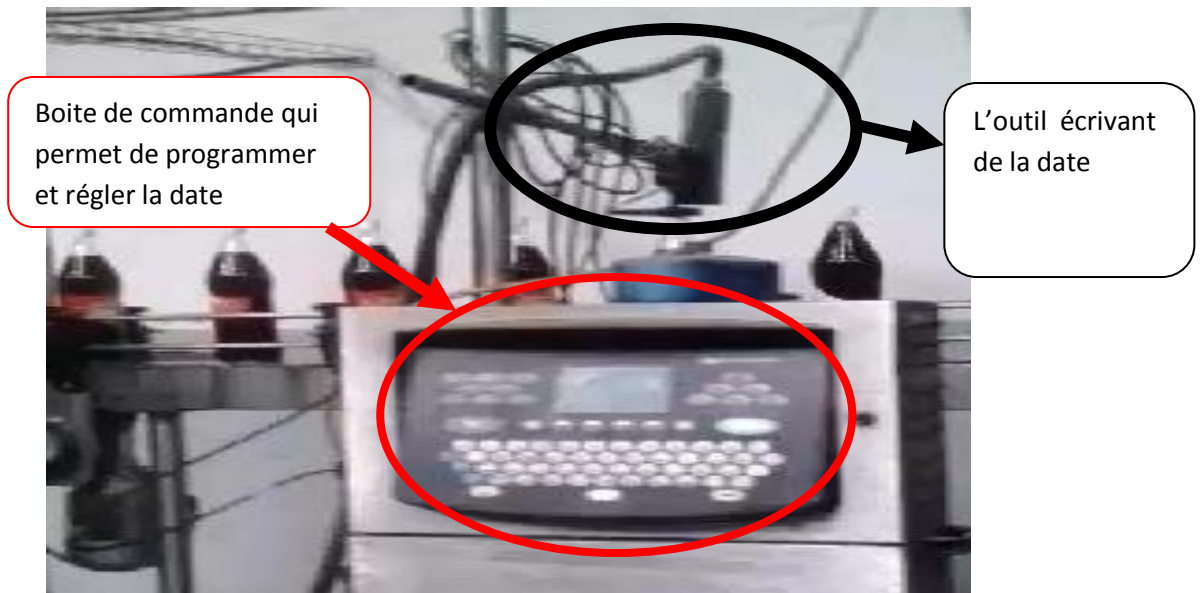 Boite de commande qui
permet de programmer
et régler la date
L'outil écrivant
de la date